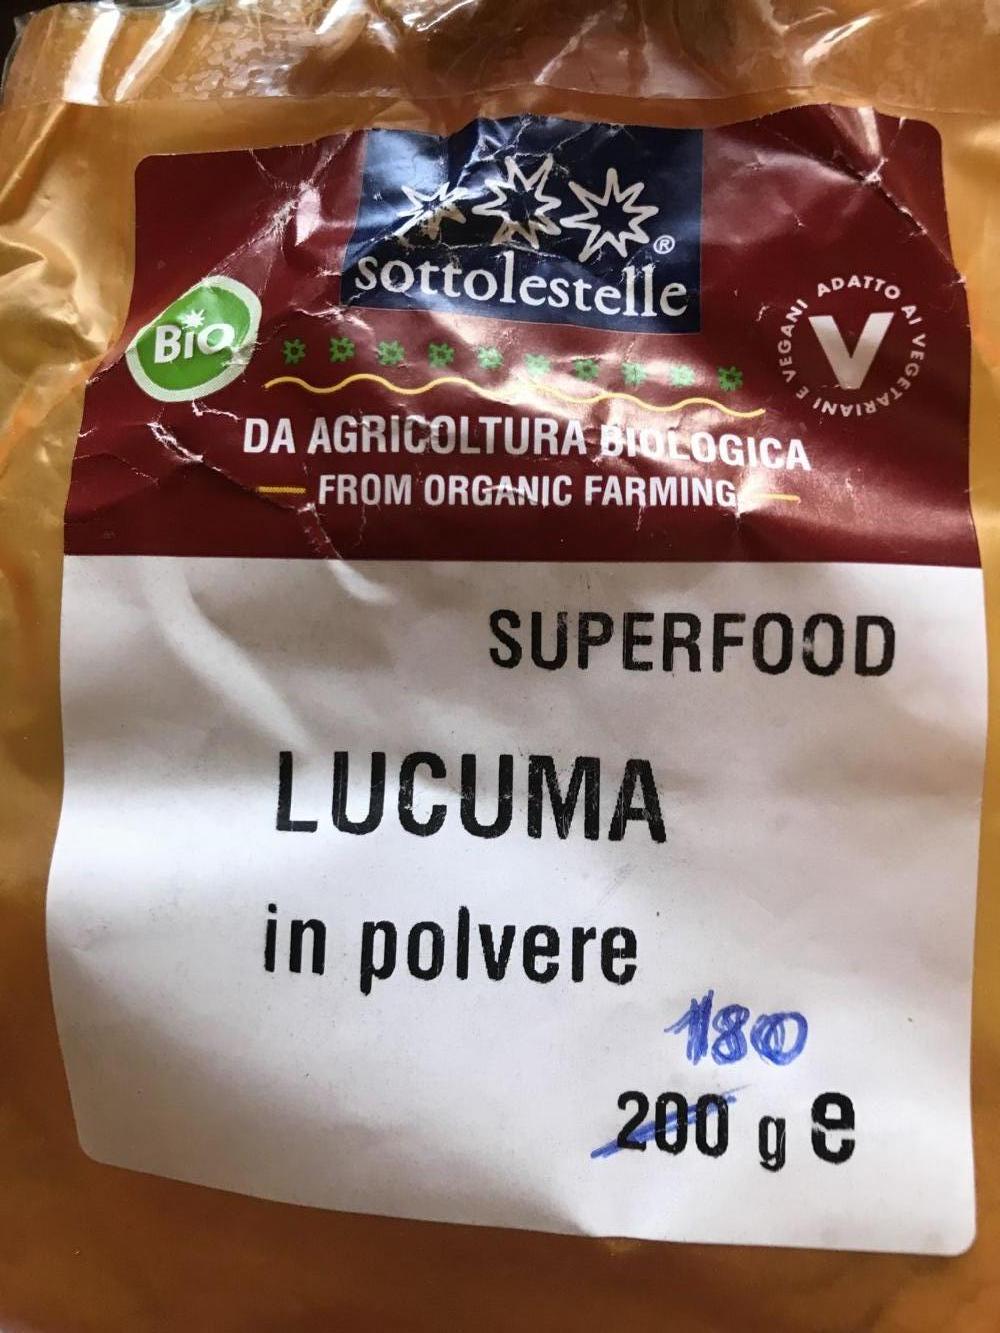 sottolestelle®
BiO
ADATTO AI VEGETARIANI E VEGANI
V
DA AGRICOLTURA BIOLOGICA
FROM ORGANIC FARMING
SUPERFOOD
LUCUMA
in polvere
180
200 g e